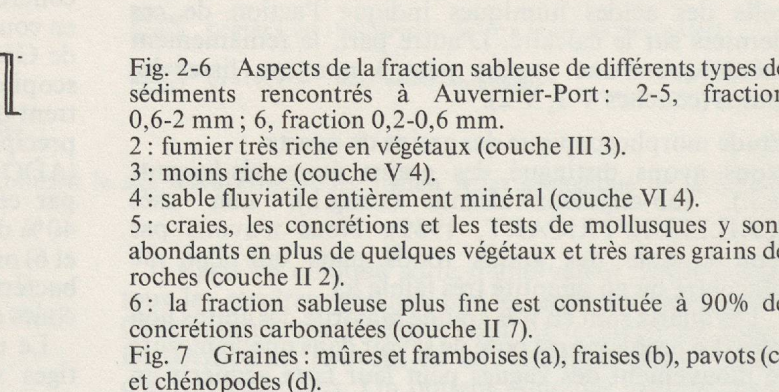 Fig. 2-6 Aspects de la fraction sableuse de différents types de
sédiments rencontrés à Auvernier-Port : 2-5, fraction
0,6-2 mm ; 6, fraction 0,2-0,6 mm.
2 : fumier très riche en végétaux (couche III 3).
3 : moins riche (couche V 4).
4 : sable fluviatile entièrement minéral (couche VI 4).
5 : craies, les concrétions et les tests de mollusques y son
abondants en plus de quelques végétaux et très rares grains de
roches (couche II 2).
6 : la fraction sableuse plus fine est constituée à 90% de
concrétions carbonatées (couche II 7).
Fig. 7 Graines : mûres et framboises (a), fraises (b), pavots (c
et chénopodes (d).